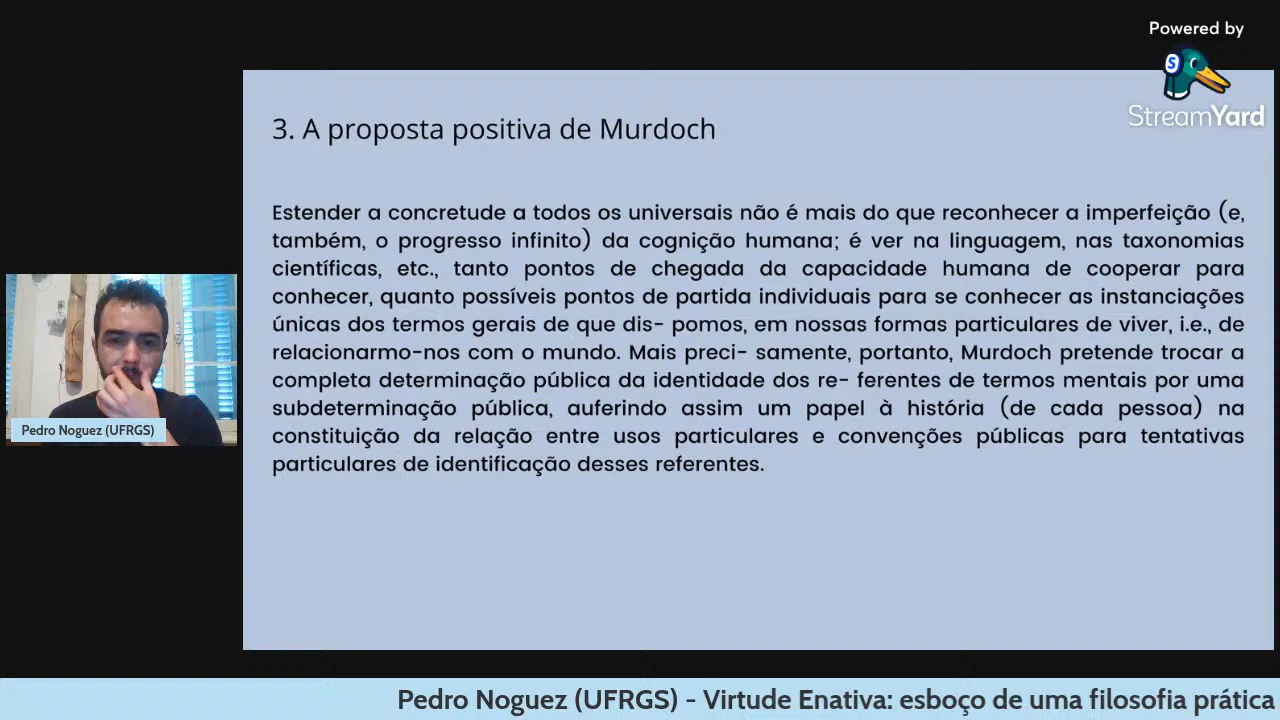 Powered by
S
StreamYard
3. A proposta positiva de Murdoch
Estender a concretude a todos os universais não é mais do que reconhecer a imperfeição (e,
também, o progresso infinito) da cognição humana; é ver na linguagem, nas taxonomias
científicas, etc., tanto pontos de chegada da capacidade humana de cooperar para
conhecer, quanto possíveis pontos de partida individuais para se conhecer as instanciações
únicas dos termos gerais de que dis- pomos, em nossas formas particulares de viver, i.e., de
relacionarmo-nos com o mundo. Mais preci- samente, portanto, Murdoch pretende trocar a
completa determinação pública da identidade dos re- ferentes de termos mentais por uma
subdeterminação pública, auferindo assim um papel à história (de cada pessoa) na
constituição da relação entre usos particulares e convenções públicas para tentativas
particulares de identificação desses referentes.
Pedro Noguez (UFRGS)
Pedro Noguez (UFRGS) - Virtude Enativa: esboço de uma filosofia prática